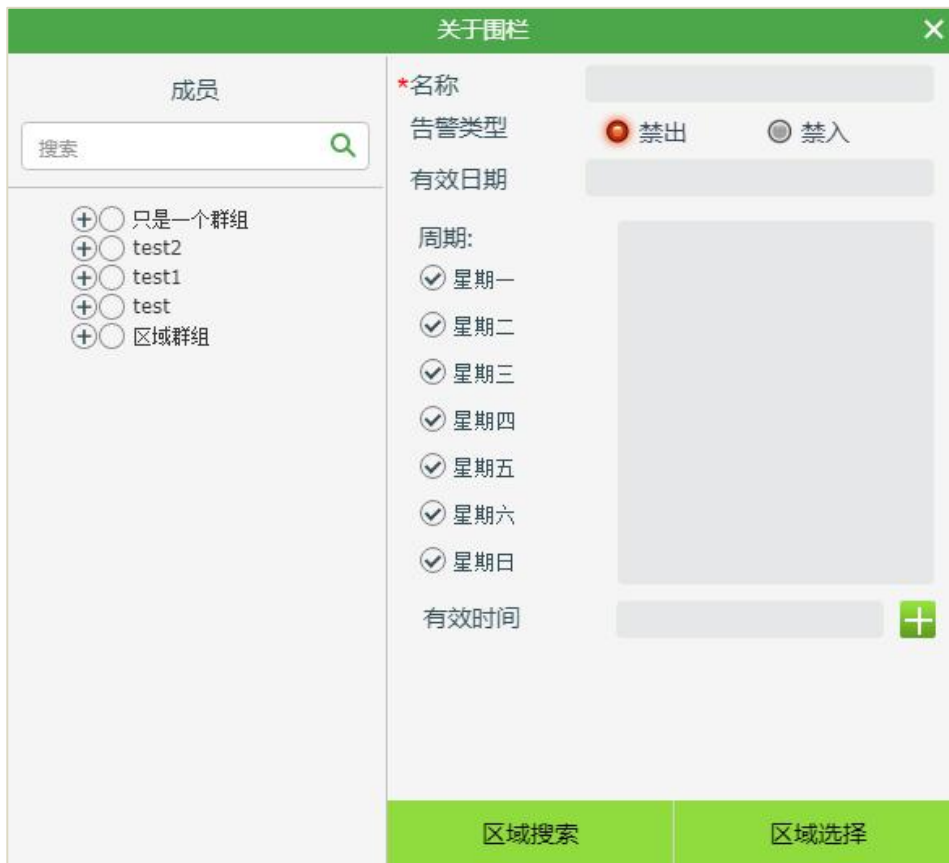 关于围栏
成员
搜索
只是一个群组
test2
test1
test
区域群组
*名称
告警类型 禁出 禁入
有效日期
周期:
星期一
星期二
星期三
星期四
星期五
星期六
星期日
有效时间
区域搜索 区域选择